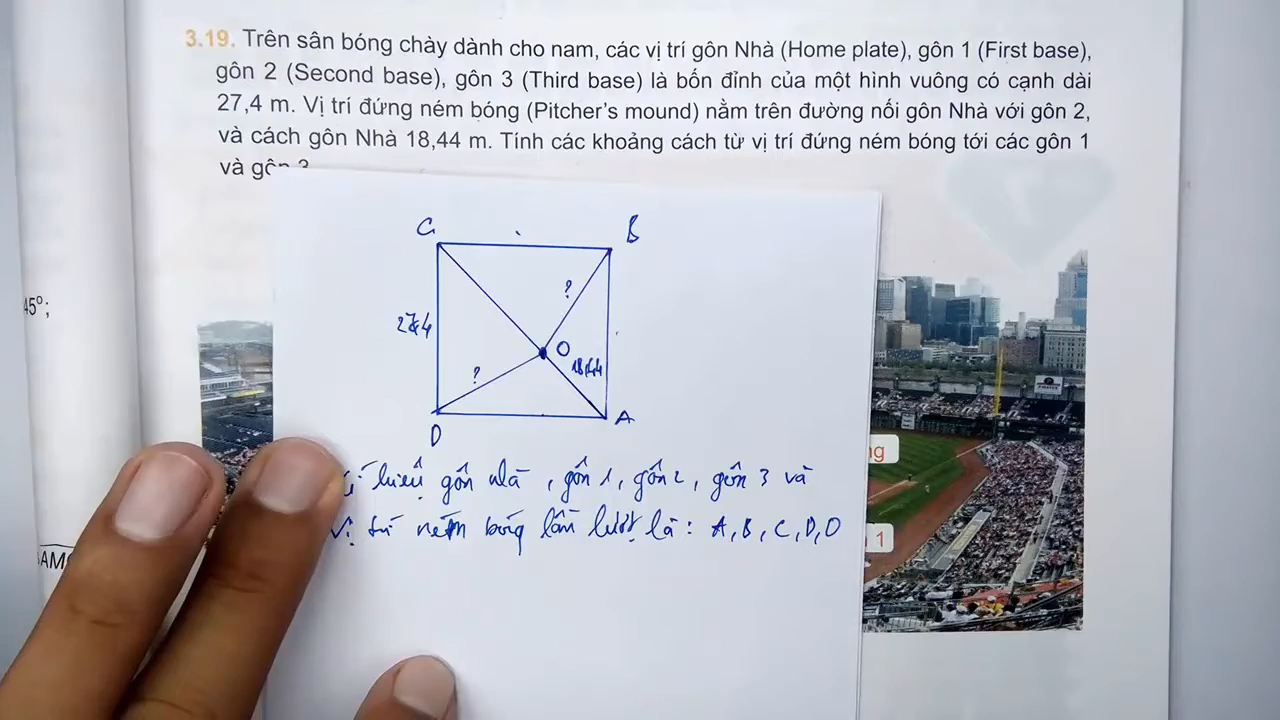 3.19. Trên sân bóng chày dành cho nam, các vị trí gôn Nhà (Home plate), gôn 1 (First base),
gôn 2 (Second base), gôn 3 (Third base) là bốn đỉnh của một hình vuông có cạnh dài
27,4 m. Vị trí đứng ném bóng (Pitcher's mound) nằm trên đường nối gôn Nhà với gôn 2,
và cách gôn Nhà 18,44 m. Tính các khoảng cách từ vị trí đứng ném bóng tới các gôn 1
và gôn 3
C B
?
27,4
O
18,44
?
D A
hiệu gôn nhà, gôn 1, gôn 2, gôn 3 và
vị trí ném bóng lần lượt là: A, B, C, D, O
45°;
ng
1